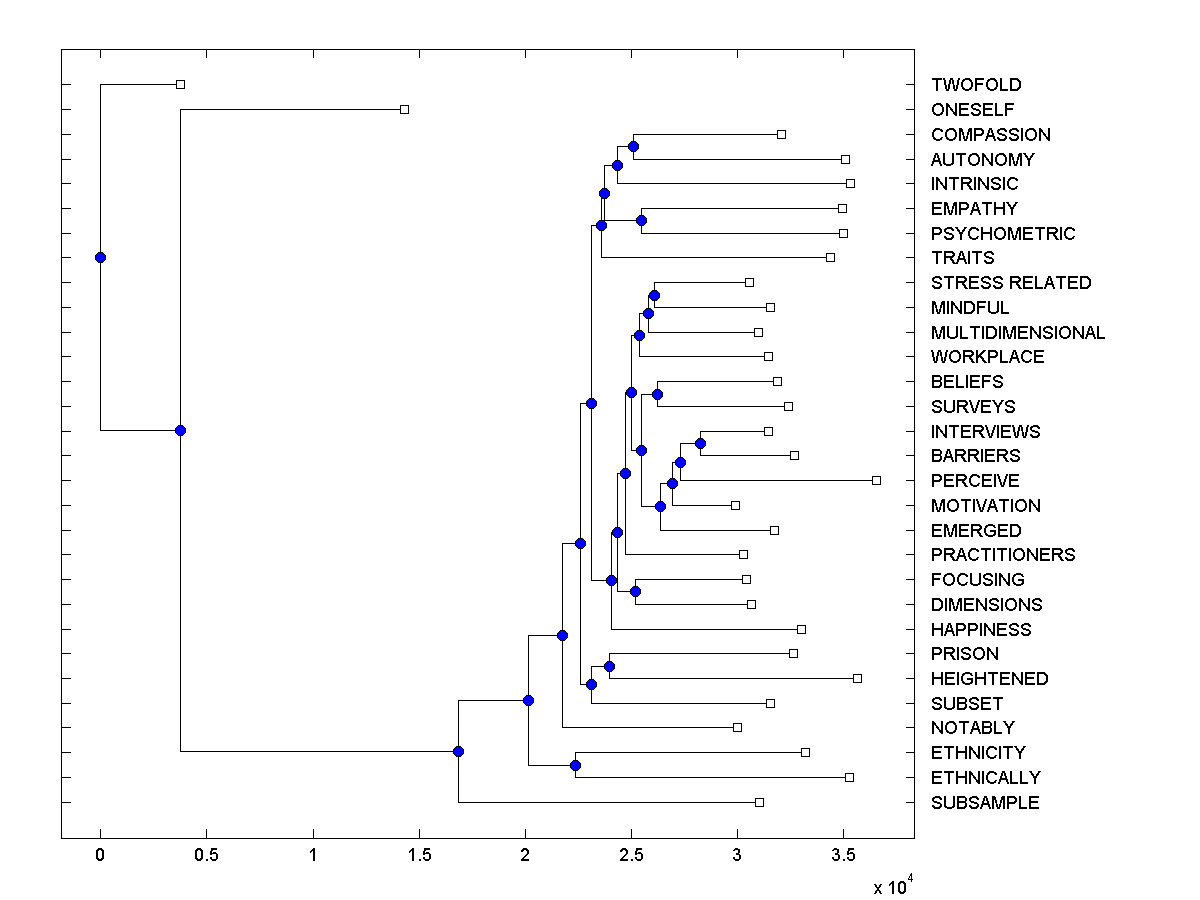 TWOFOLD
ONESELF
COMPASSION
AUTONOMY
INTRINSIC
EMPATHY
PSYCHOMETRIC
TRAITS
STRESS RELATED
MINDFUL
MULTIDIMENSIONAL
WORKPLACE
BELIEFS
SURVEYS
INTERVIEWS
BARRIERS
PERCEIVE
MOTIVATION
EMERGED
PRACTITIONERS
FOCUSING
DIMENSIONS
HAPPINESS
PRISON
HEIGHTENED
SUBSET
NOTABLY
ETHNICITY
ETHNICALLY
SUBSAMPLE
0 0.5 1 1.5 2 2.5 3 3.5
x 10^4